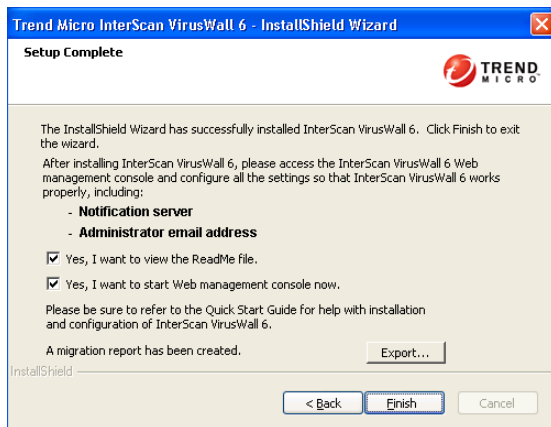 Trend Micro InterScan VirusWall 6 - InstallShield Wizard
Setup Complete
TREND
MICRO
The InstallShield Wizard has successfully installed InterScan VirusWall 6. Click Finish to exit
the wizard.
After installing InterScan VirusWall 6, please access the InterScan VirusWall 6 Web
management console and configure all the settings so that InterScan VirusWall 6 works
properly, including:
- Notification server
- Administrator email address
Yes, I want to view the ReadMe file.
Yes, I want to start Web management console now.
Please be sure to refer to the Quick Start Guide for help with installation
and configuration of InterScan VirusWall 6.
A migration report has been created.
Export...
InstallShield
< Back
Finish
Cancel